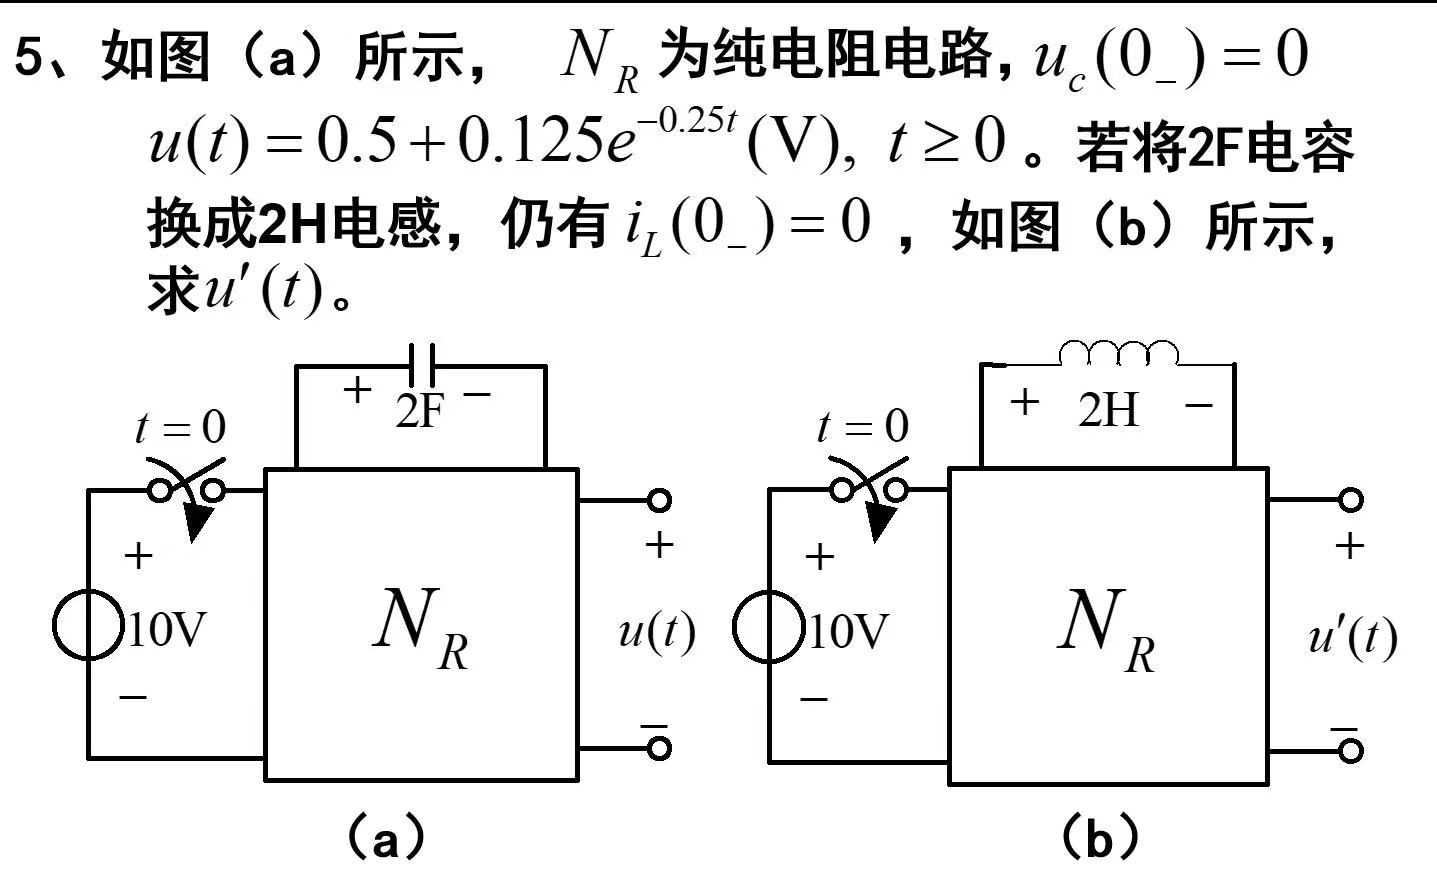 5、如图（a）所示， N_R 为纯电阻电路，u_c(0_-) = 0
u(t) = 0.5 + 0.125e^{-0.25t} (V), t ≥ 0 。若将2F电容
换成2H电感，仍有 i_L(0_-) = 0 ，如图（b）所示，
求u′(t)。
+ 2F −
t = 0
+
10V
−
N_R
+
u(t)
−
（a）
+ 2H −
t = 0
+
10V
−
N_R
+
u′(t)
−
（b）